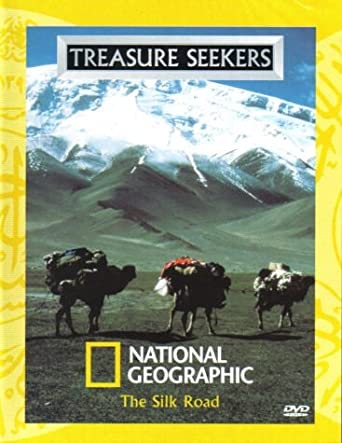 TREASURE SEEKERS
NATIONAL
GEOGRAPHIC
The Silk Road
DVD